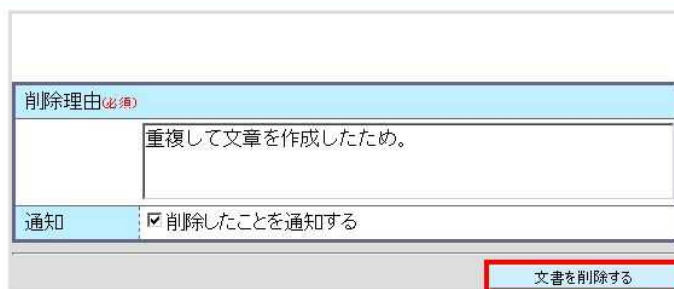 削除理由(必須)
重複して文章を作成したため。
通知
削除したことを通知する
文書を削除する